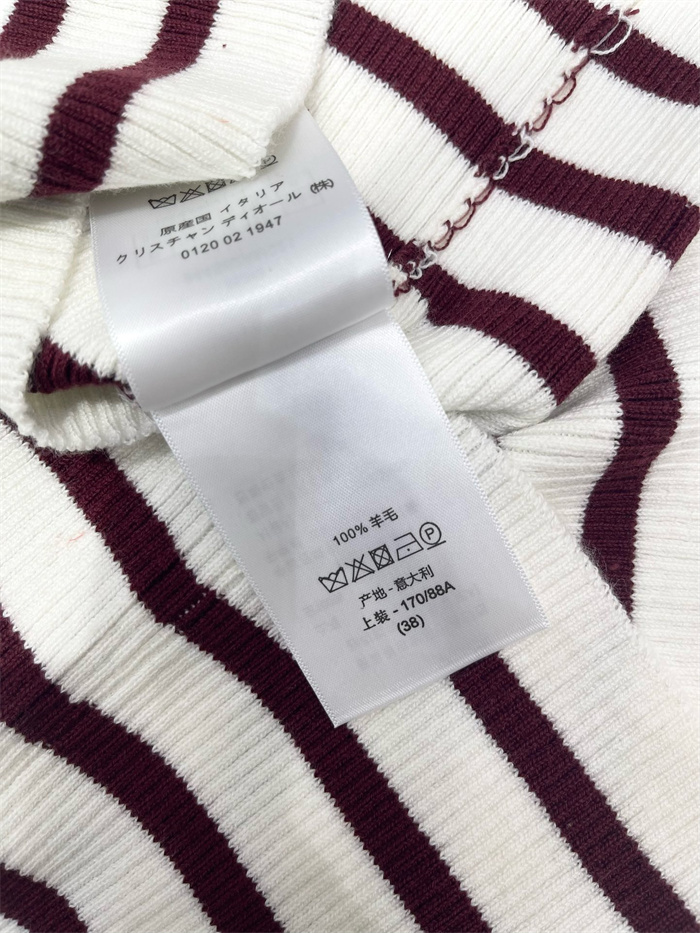 原産国 イタリア
クリスチャン ディオール (株)
0120 02 1947
100% 羊毛
P
产地 - 意大利
上装 - 170/88A
(38)